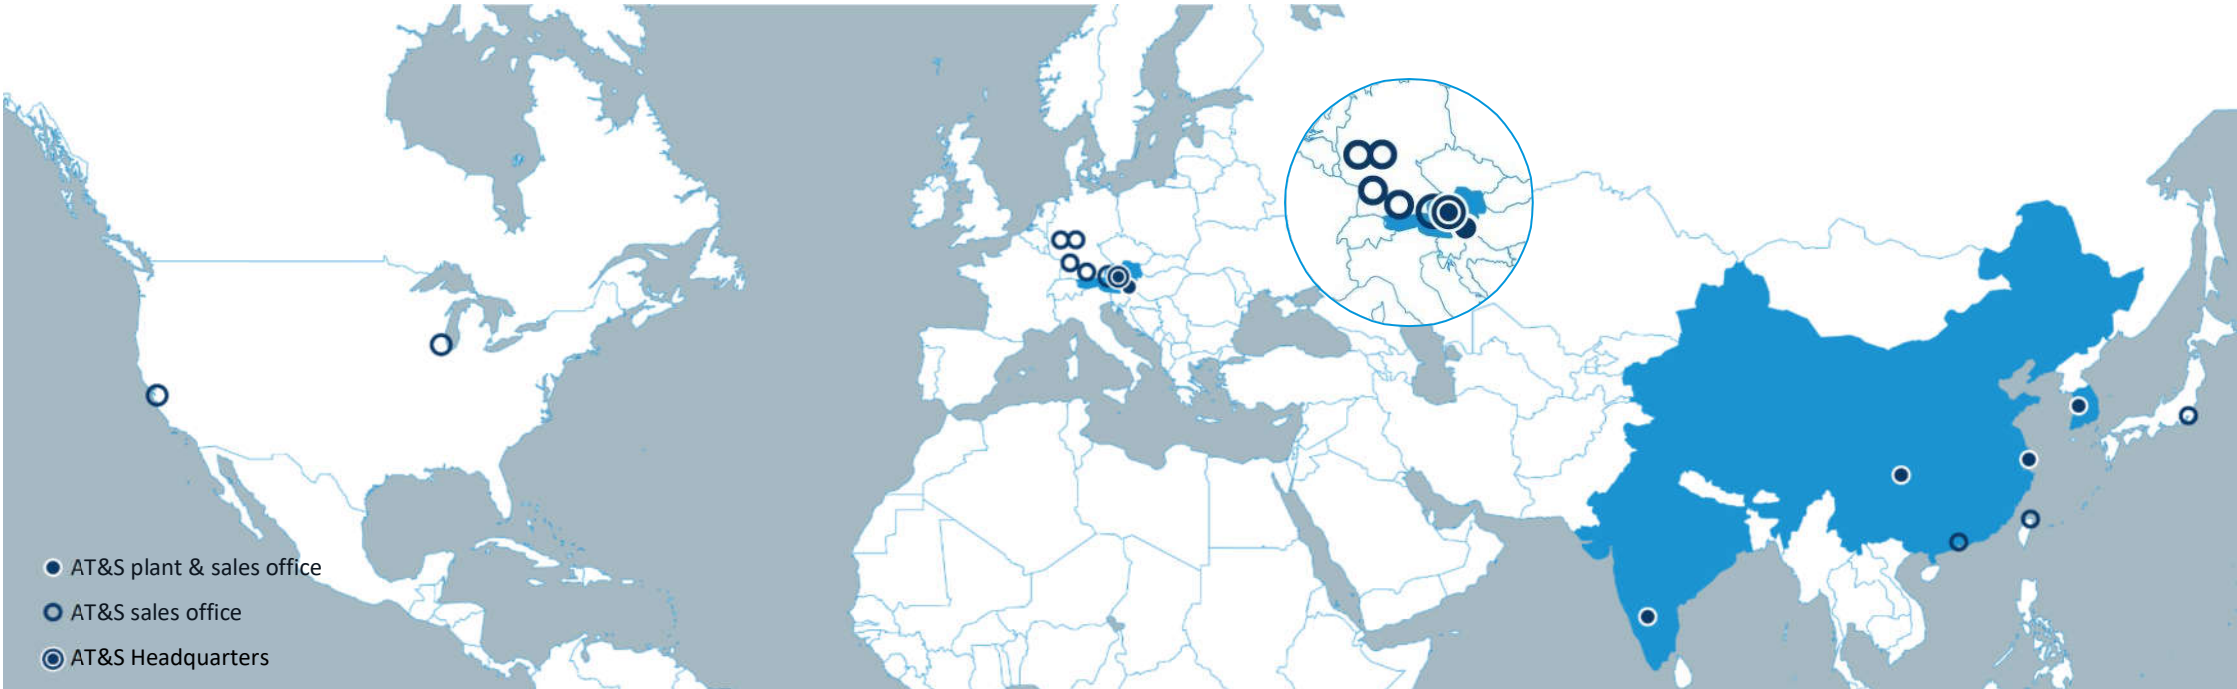 AT&S plant & sales office
AT&S sales office
AT&S Headquarters